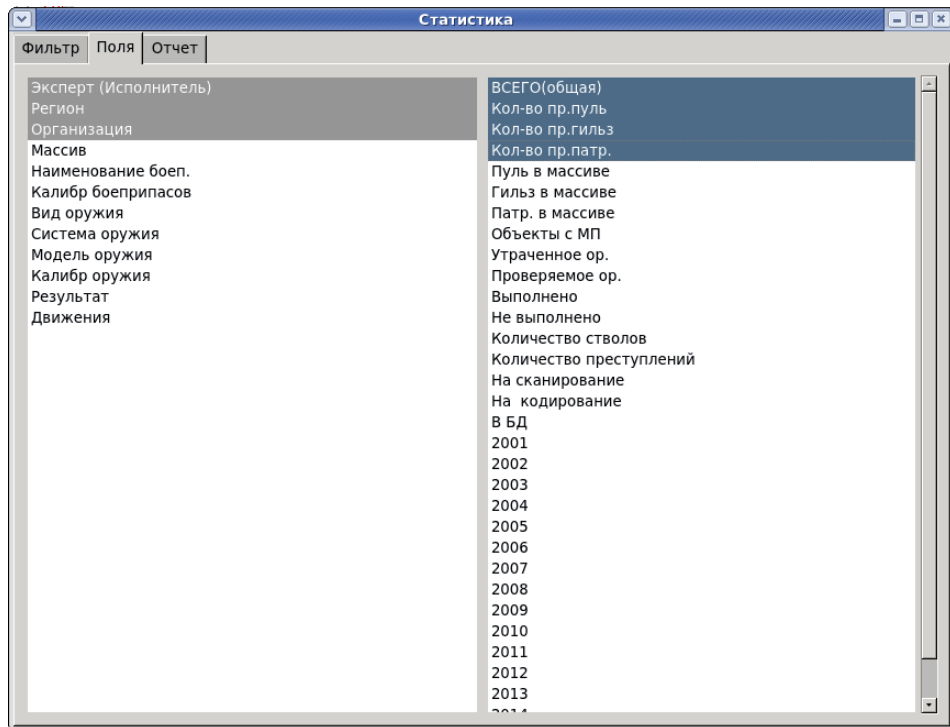 Статистика
Фильтр Поля Отчет
Эксперт (Исполнитель)
Регион
Организация
Массив
Наименование боеп.
Калибр боеприпасов
Вид оружия
Система оружия
Модель оружия
Калибр оружия
Результат
Движения
ВСЕГО(общая)
Кол-во пр.пуль
Кол-во пр.гильз
Кол-во пр.патр.
Пуль в массиве
Гильз в массиве
Патр. в массиве
Объекты с МП
Утраченное ор.
Проверяемое ор.
Выполнено
Не выполнено
Количество стволов
Количество преступлений
На сканирование
На  кодирование
В БД
2001
2002
2003
2004
2005
2006
2007
2008
2009
2010
2011
2012
2013